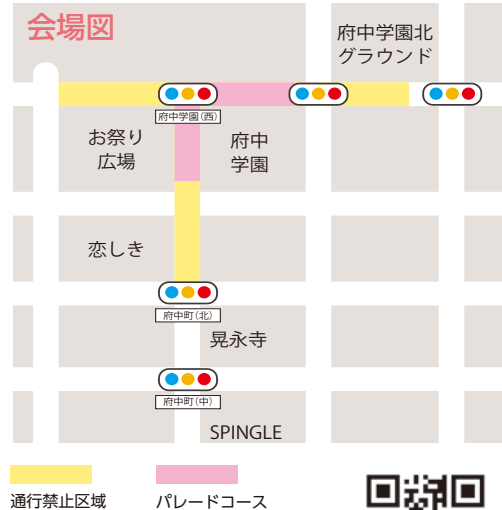 会場図
府中学園北
グラウンド
府中学園(西)
お祭り
広場
府中
学園
恋しき
府中町(北)
晃永寺
府中町(中)
SPINGLE
通行禁止区域
パレードコース